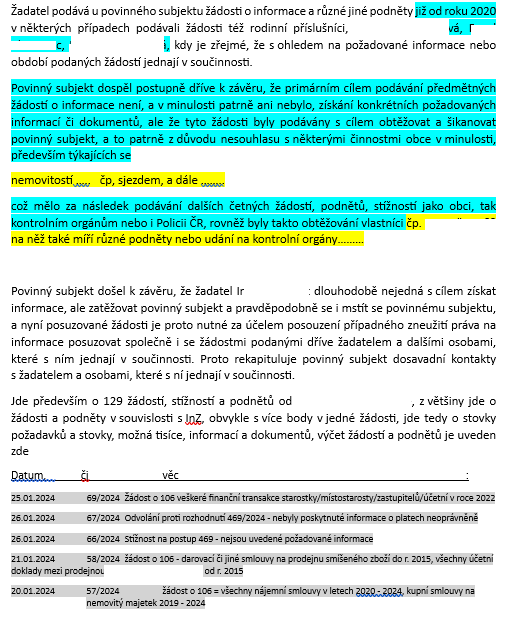 Žadatel podává u povinného subjektu žádosti o informace a různé jiné podněty již od roku 2020
v některých případech podávali žádosti též rodinní příslušníci, vá,
c, i, kdy je zřejmé, že s ohledem na požadované informace nebo
období podaných žádostí jednají v součinnosti.
Povinný subjekt dospěl postupně dříve k závěru, že primárním cílem podávání předmětných
žádostí o informace není, a v minulosti patrně ani nebylo, získání konkrétních požadovaných
informací či dokumentů, ale že tyto žádosti byly podávány s cílem obtěžovat a šikanovat
povinný subjekt, a to patrně z důvodu nesouhlasu s některými činnostmi obce v minulosti,
především týkajících se
nemovitostí, čp, sjezdem, a dále
což mělo za následek podávání dalších četných žádostí, podnětů, stížností jako obci, tak
kontrolním orgánům nebo i Policii ČR, rovněž byly takto obtěžování vlastníci čp.
na něž také míří různé podněty nebo udání na kontrolní orgány.........
Povinný subjekt došel k závěru, že žadatel Ir : dlouhodobě nejedná s cílem získat
informace, ale zatěžovat povinný subjekt a pravděpodobně se i mstít se povinnému subjektu,
a nyní posuzované žádosti je proto nutné za účelem posouzení případného zneužití práva na
informace posuzovat společně i se žádostmi podanými dříve žadatelem a dalšími osobami,
které s ním jednají v součinnosti. Proto rekapituluje povinný subjekt dosavadní kontakty
s žadatelem a osobami, které s ní jednají v součinnosti.
Jde především o 129 žádostí, stížností a podnětů od , z většiny jde o
žádosti a podněty v souvislosti s InZ, obvykle s více body v jedné žádosti, jde tedy o stovky
požadavků a stovky, možná tisíce, informací a dokumentů, výčet žádostí a podnětů je uveden
zde
Datum, čj věc :
25.01.2024 69/2024 Žádost o 106 veškeré finanční transakce starostky/místostarosty/zastupitelů/účetní v roce 2022
26.01.2024 67/2024 Odvolání proti rozhodnutí 469/2024 - nebyly poskytnuté informace o platech neoprávněně
26.01.2024 66/2024 Stížnost na postup 469 - nejsou uvedené požadované informace
21.01.2024 58/2024 žádost o 106 - darovací či jiné smlouvy na prodejnu smíšeného zboží do r. 2015, všechny účetní
doklady mezi prodejnou od r. 2015
20.01.2024 57/2024 žádost o 106 = všechny nájemní smlouvy v letech 2020 - 2024, kupní smlouvy na
nemovitý majetek 2019 - 2024